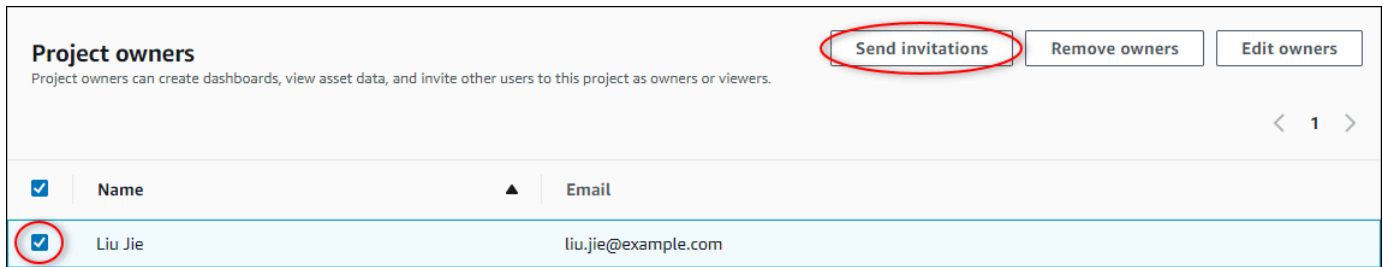 Project owners
Send invitations
Remove owners
Edit owners
Project owners can create dashboards, view asset data, and invite other users to this project as owners or viewers.
1
Name
Email
Liu Jie
liu.jie@example.com